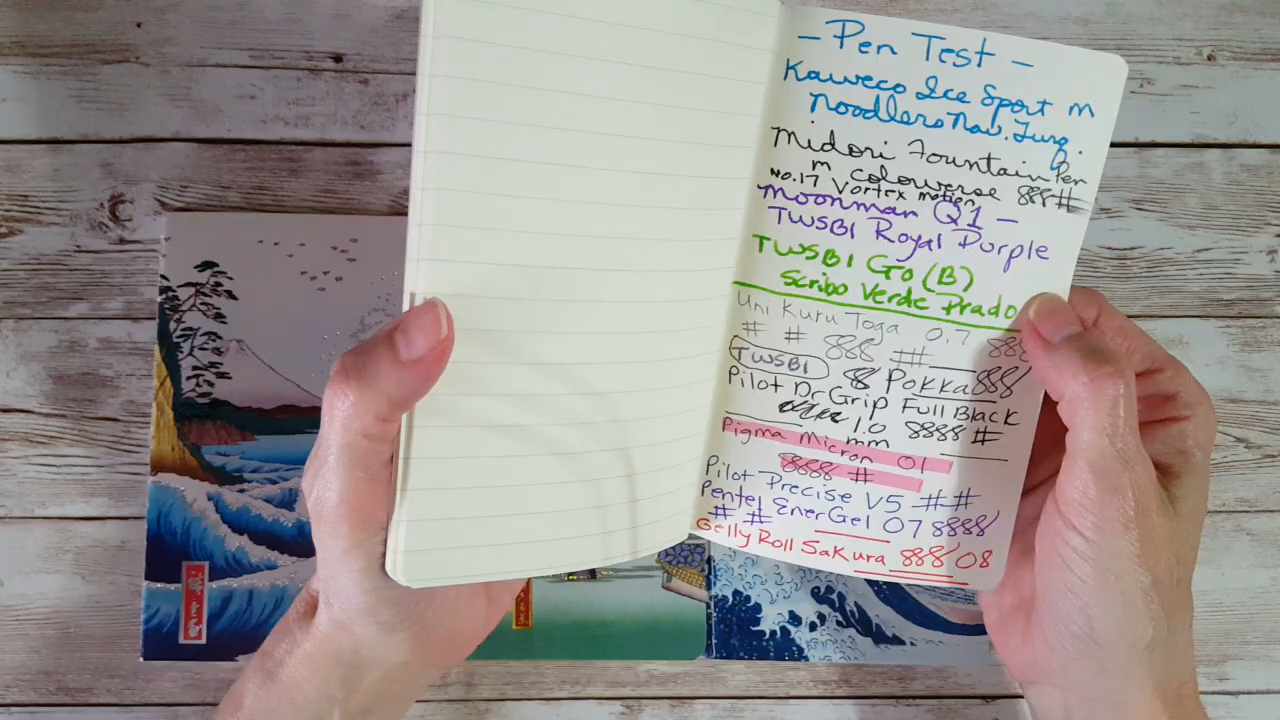 - Pen Test -
Kaweco Ice Sport m
Noodlers Nav. Turq.
Midori Fountain Pen
m Colorverse 888#
No.17 Vortex motion
Moonman Q1 -
TWSBI Royal Purple
TWSBI GO (B)
Scribo Verde Prado
Uni Kuru Toga 0.7 888
# # 888 #
TWSBI 88 Pokka 888
Pilot Dr Grip Full Black
1.0 8888 #
mm
Pigma Micron 01
8888 #
Pilot Precise V5 # #
Pentel EnerGel 07 8888
# #
Gelly Roll Sakura 888 08